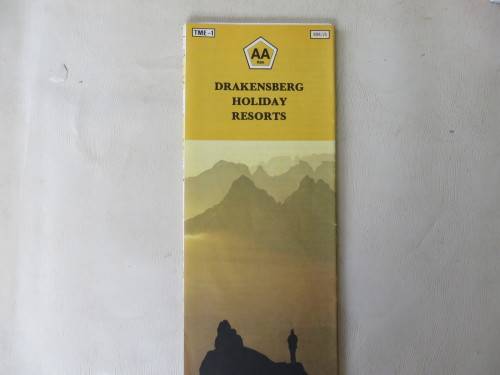 TME-1
AA
DRAKENSBERG
HOLIDAY
RESORTS